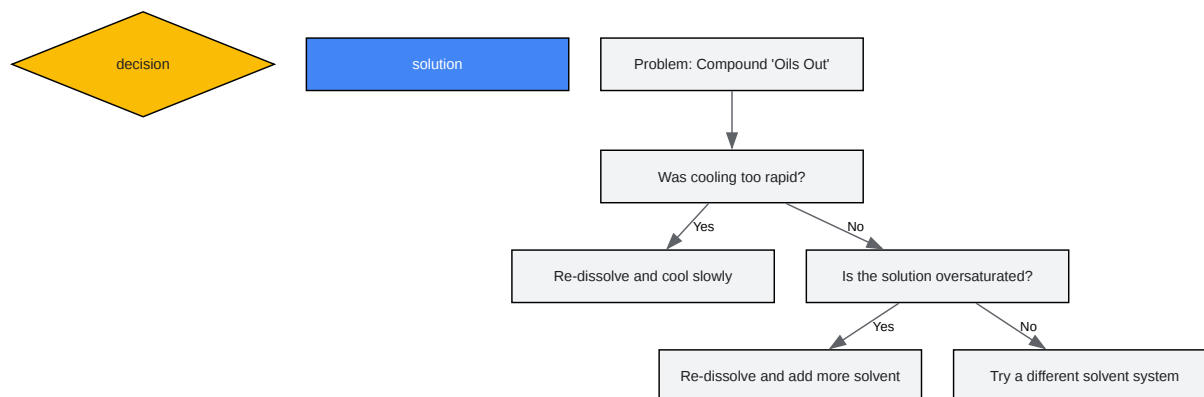 decision
solution
Problem: Compound 'Oils Out'
Was cooling too rapid?
Yes
No
Re-dissolve and cool slowly
Is the solution oversaturated?
Yes
No
Re-dissolve and add more solvent
Try a different solvent system